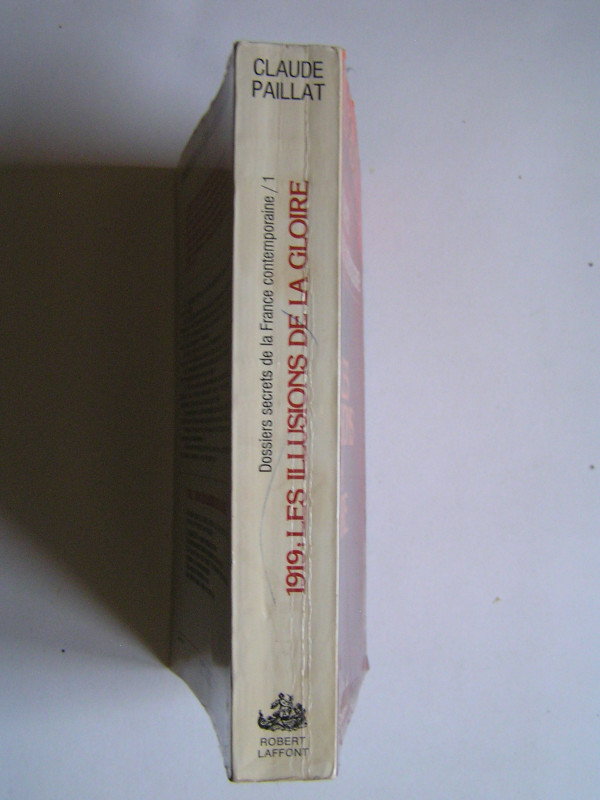 CLAUDE
PAILLAT
Dossiers secrets de la France contemporaine / 1
1919: LES ILLUSIONS DE LA GLOIRE
ROBERT
LAFFONT